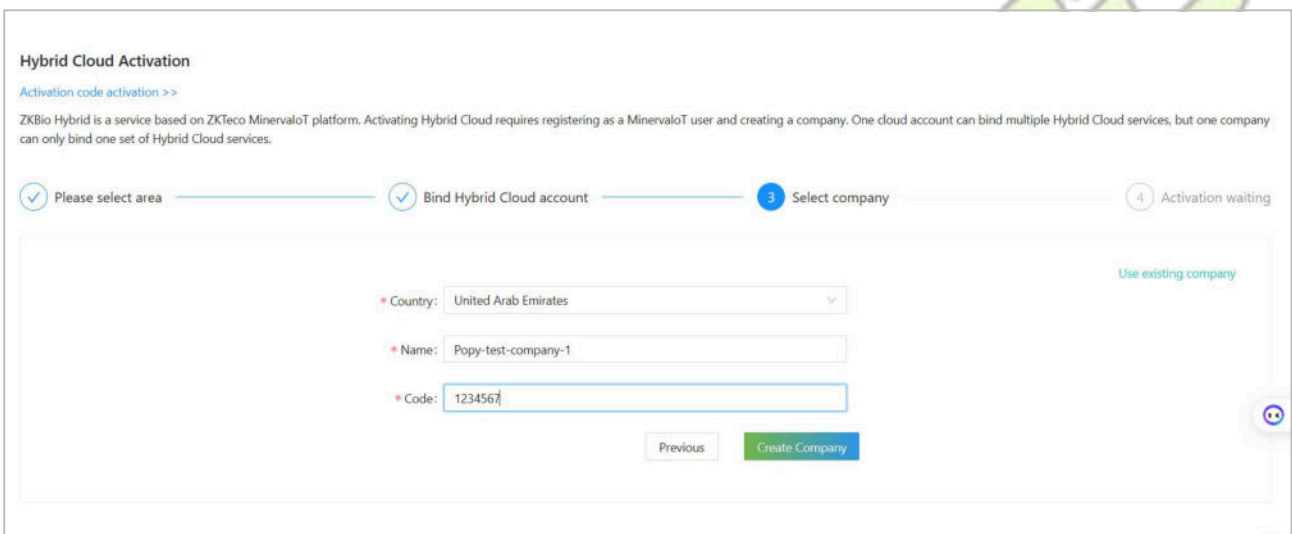 Hybrid Cloud Activation
Activation code activation >>
ZKBio Hybrid is a service based on ZKTeco MinervaIoT platform. Activating Hybrid Cloud requires registering as a MinervaIoT user and creating a company. One cloud account can bind multiple Hybrid Cloud services, but one company
can only bind one set of Hybrid Cloud services.
Please select area
Bind Hybrid Cloud account
3 Select company
4 Activation waiting
Use existing company
* Country: United Arab Emirates
* Name: Popy-test-company-1
* Code: 1234567
Previous
Create Company